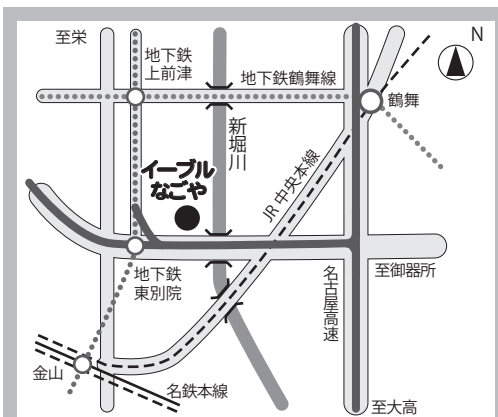 至栄
地下鉄
上前津
地下鉄鶴舞線
N
鶴舞
新堀川
イーブル
なごや
JR中央本線
地下鉄
東別院
名古屋高速
至御器所
金山
名鉄本線
至大高